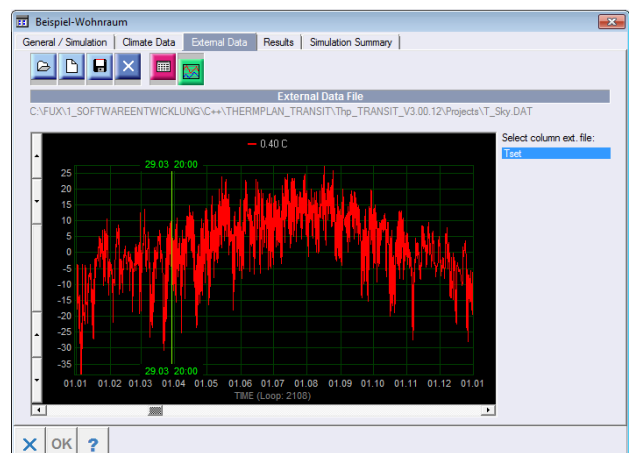 Beispiel-Wohnraum
General / Simulation
Climate Data
External Data
Results
Simulation Summary
External Data File
C:\FUX\1_SOFTWAREENTWICKLUNG\C++\THERMPLAN_TRANSIT\Thp_TRANSIT_V3.00.12\Projects\T_Sky.DAT
Select column ext. file:
Tset
0.40 C
29.03 20:00
25
20
15
10
5
0
-5
-10
-15
-20
-25
-30
-35
29.03 20:00
01.01 01.02 01.03 01.04 01.05 01.06 01.07 01.08 01.09 01.10 01.11 01.12 01.01
TIME (Loop: 2108)
OK
?